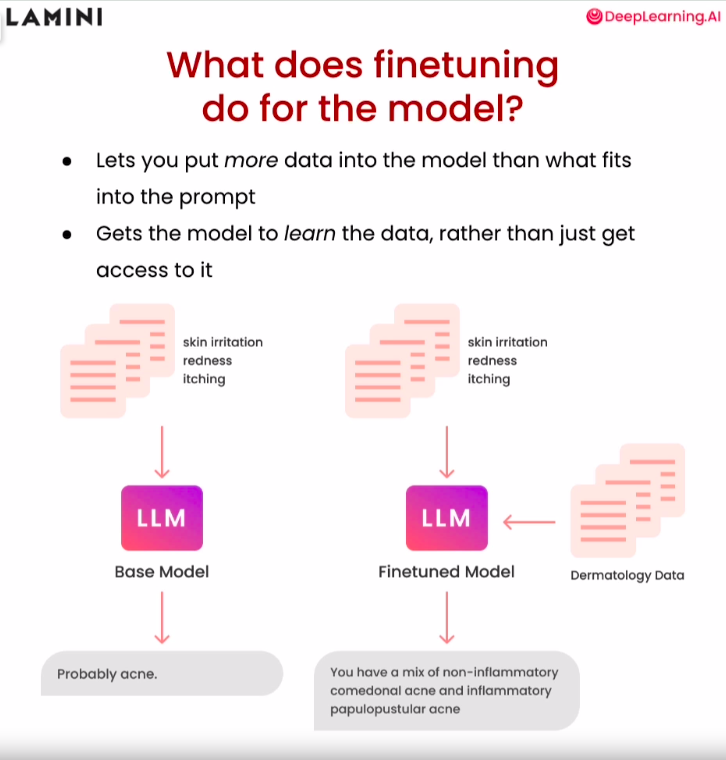 LAMINI
DeepLearning.AI
What does finetuning
do for the model?
● Lets you put more data into the model than what fits
into the prompt
● Gets the model to learn the data, rather than just get
access to it
skin irritation
redness
itching
LLM
Base Model
Probably acne.
skin irritation
redness
itching
LLM
Finetuned Model
Dermatology Data
You have a mix of non-inflammatory
comedonal acne and inflammatory
papulopustular acne